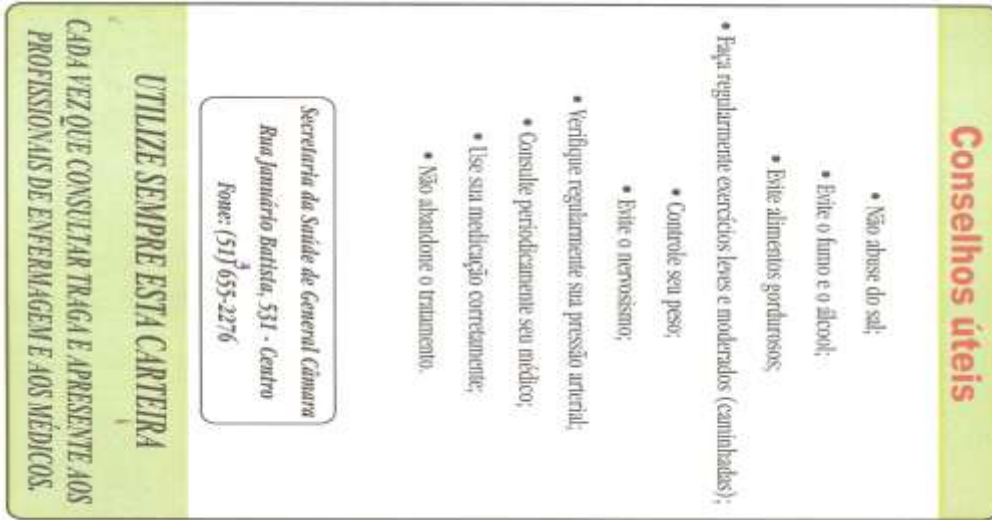 Conselhos úteis
• Não abuse do sal;
• Evite o fumo e o álcool;
• Evite alimentos gordurosos;
• Faça regularmente exercícios leves e moderados (caminhadas);
• Controle seu peso;
• Evite o nervosismo;
• Verifique regularmente sua pressão arterial;
• Consulte periodicamente seu médico;
• Use sua medicação corretamente;
• Não abandone o tratamento.
Secretaria da Saúde de General Câmara
Rua Januário Batista, 531 - Centro
Fone: (51) 3655-2276
UTILIZE SEMPRE ESTA CARTEIRA
CADA VEZ QUE CONSULTAR TRAGA E APRESENTE AOS
PROFISSIONAIS DE ENFERMAGEM E AOS MÉDICOS.